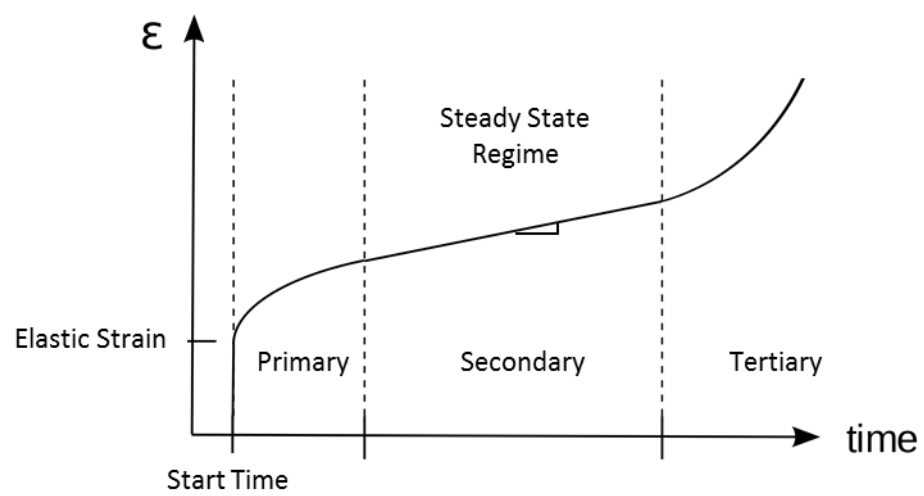 ε
Steady State
Regime
Elastic Strain
Primary
Secondary
Tertiary
time
Start Time